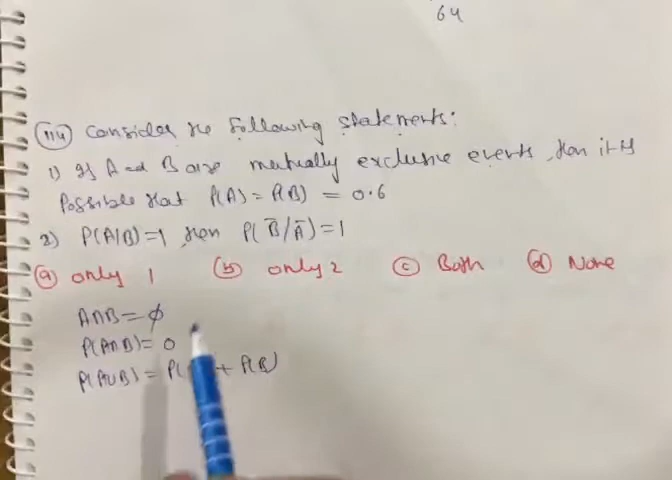 64
114 Consider the following statements:
1) If A and B are mutually exclusive events, then it is
Possible that P(A) = P(B) = 0.6
2) P(A/B)=1, then P(B̅/A̅)=1
(a) only 1 (b) only 2 (c) Both (d) None
A∩B = ϕ
P(A∩B) = 0
P(A∪B) = P( + P(B)